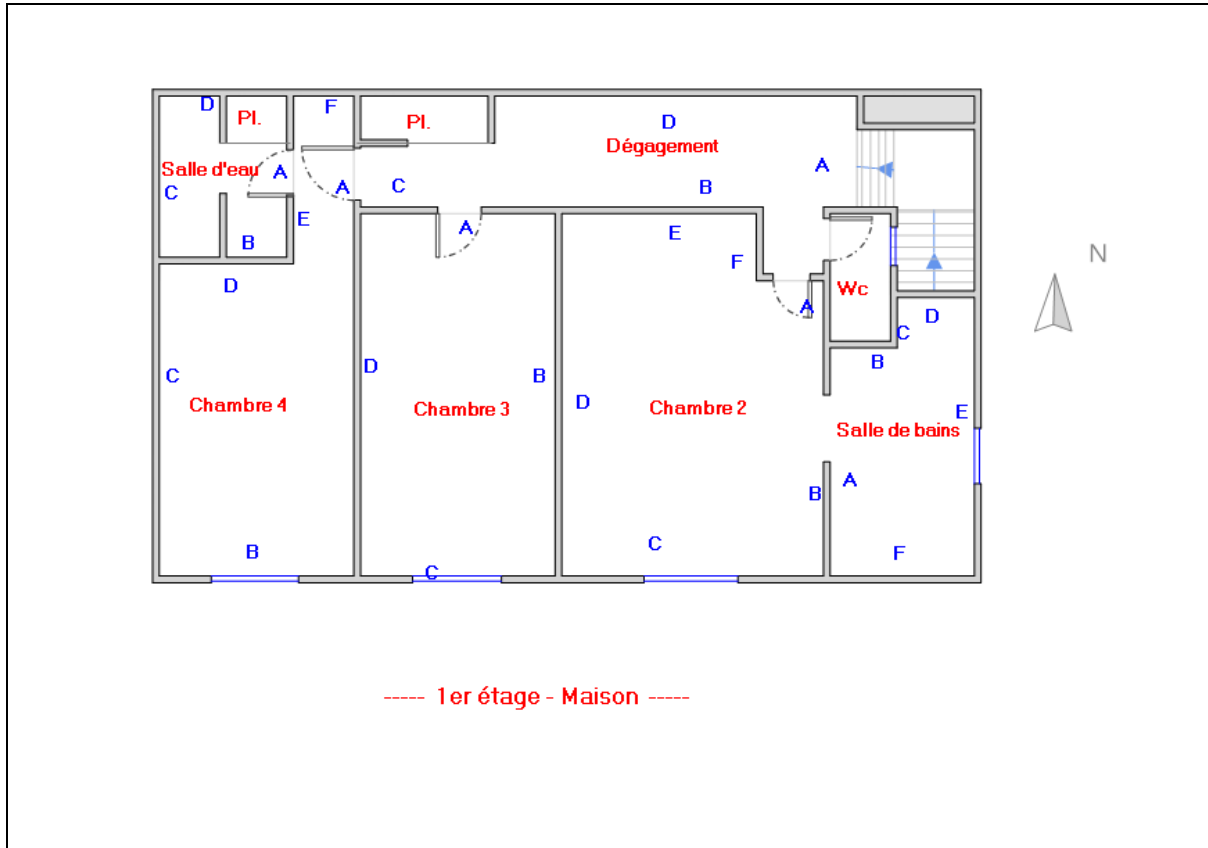 D
Pl.
F
Pl.
D
Dégagement
Salle d'eau
A
A
C
C
B
A
E
B
A
E
F
N
D
Wc
A
D
C
B
C
D
B
D
Chambre 4
Chambre 3
Chambre 2
E
Salle de bains
A
B
B
C
F
C
----- 1er étage - Maison -----